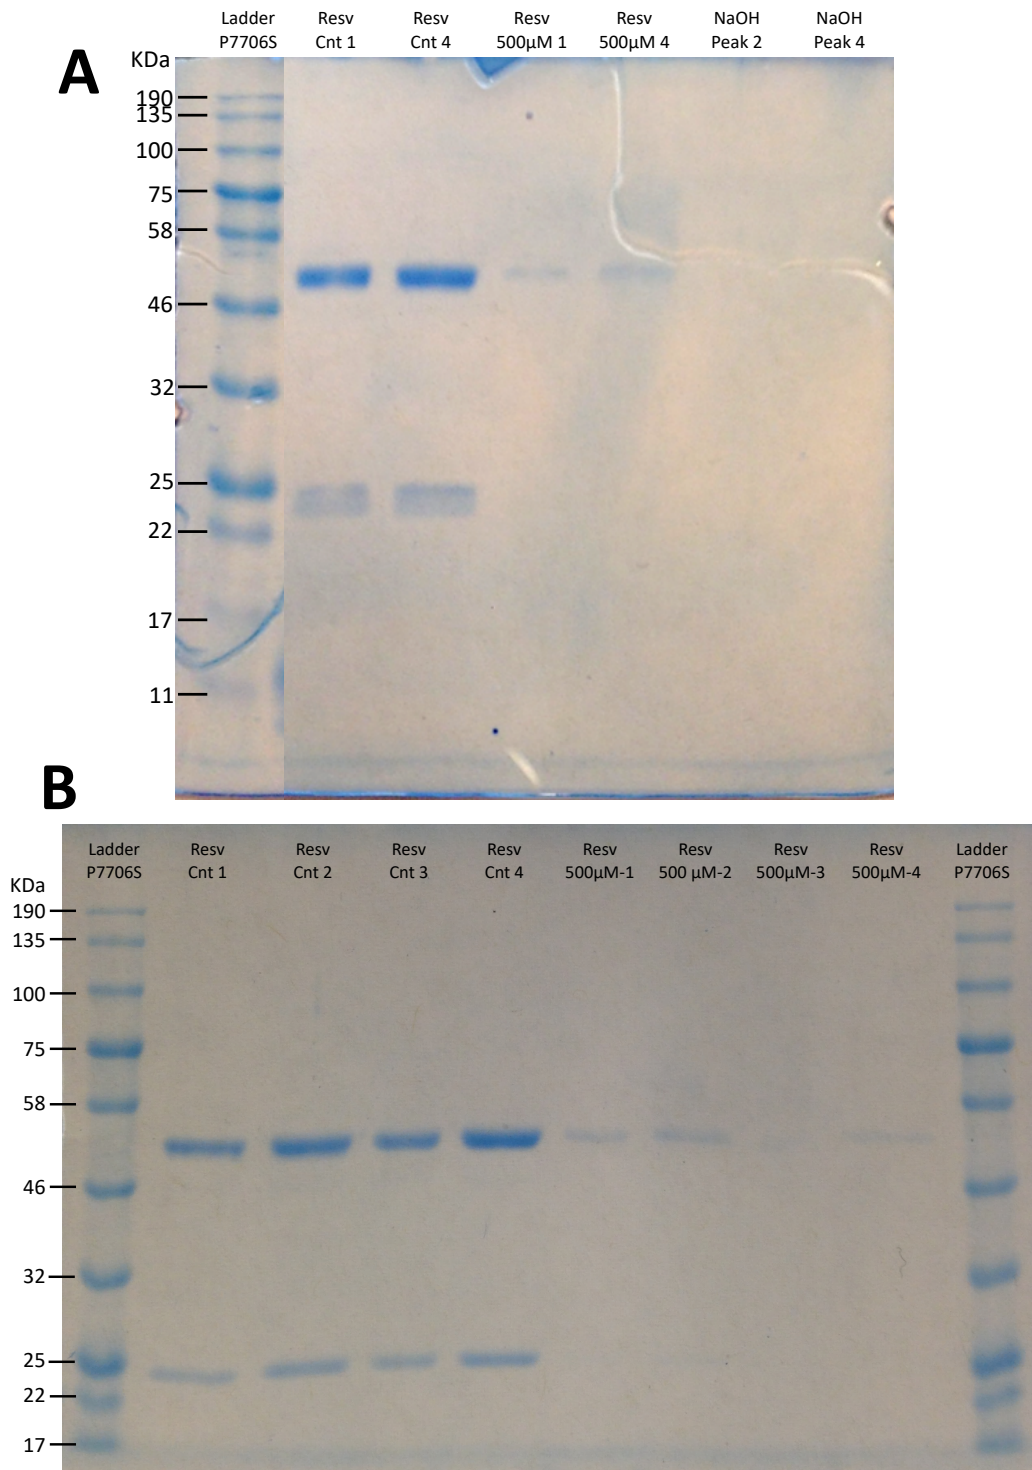 A
Ladder Resv Resv Resv Resv NaOH NaOH
P7706S Cnt 1 Cnt 4 500µM 1 500µM 4 Peak 2 Peak 4
KDa
190
135
100
75
58
46
32
25
22
17
11
B
Ladder Resv Resv Resv Resv Resv Resv Resv Resv Ladder
P7706S Cnt 1 Cnt 2 Cnt 3 Cnt 4 500µM-1 500 µM-2 500µM-3 500µM-4 P7706S
KDa
190
135
100
75
58
46
32
25
22
17